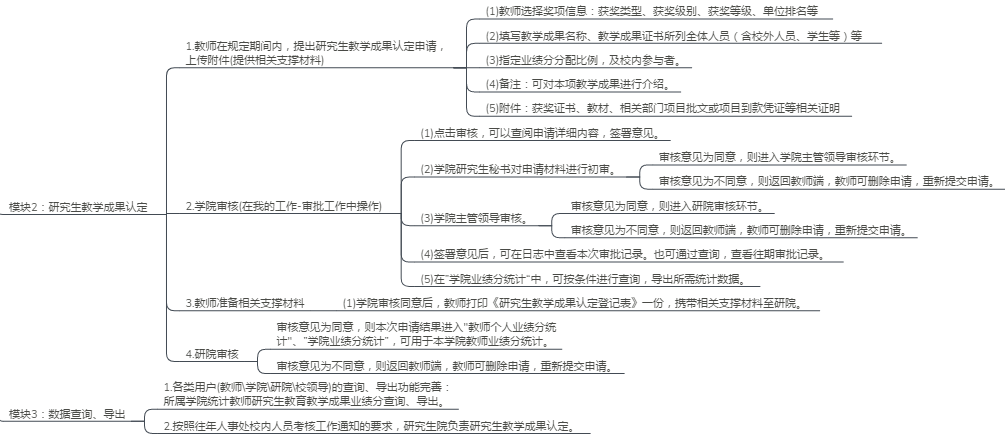 模块2：研究生教学成果认定
1.教师在规定期间内，提出研究生教学成果认定申请，
上传附件(提供相关支撑材料)
(1)教师选择奖项信息：获奖类型、获奖级别、获奖等级、单位排名等
(2)填写教学成果名称、教学成果证书所列全体人员（含校外人员、学生等）等
(3)指定业绩分分配比例，及校内参与者。
(4)备注：可对本项教学成果进行介绍。
(5)附件：获奖证书、教材、相关部门项目批文或项目到款凭证等相关证明
2.学院审核(在我的工作-审批工作中操作)
(1)点击审核，可以查阅申请详细内容，签署意见。
(2)学院研究生秘书对申请材料进行初审。
审核意见为同意，则进入学院主管领导审核环节。
审核意见为不同意，则返回教师端，教师可删除申请，重新提交申请。
(3)学院主管领导审核。
审核意见为同意，则进入研院审核环节。
审核意见为不同意，则返回教师端，教师可删除申请，重新提交申请。
(4)签署意见后，可在日志中查看本次审批记录。也可通过查询，查看往期审批记录。
(5)在"学院业绩分统计"中，可按条件进行查询，导出所需统计数据。
3.教师准备相关支撑材料
(1)学院审核同意后，教师打印《研究生教学成果认定登记表》一份，携带相关支撑材料至研院。
4.研院审核
审核意见为同意，则本次申请结果进入"教师个人业绩分统
计"、"学院业绩分统计"，可用于本学院教师业绩分统计。
审核意见为不同意，则返回教师端，教师可删除申请，重新提交申请。
模块3：数据查询、导出
1.各类用户(教师\学院\研院\校领导)的查询、导出功能完善：
所属学院统计教师研究生教育教学成果业绩分查询、导出。
2.按照往年人事处校内人员考核工作通知的要求，研究生院负责研究生教学成果认定。